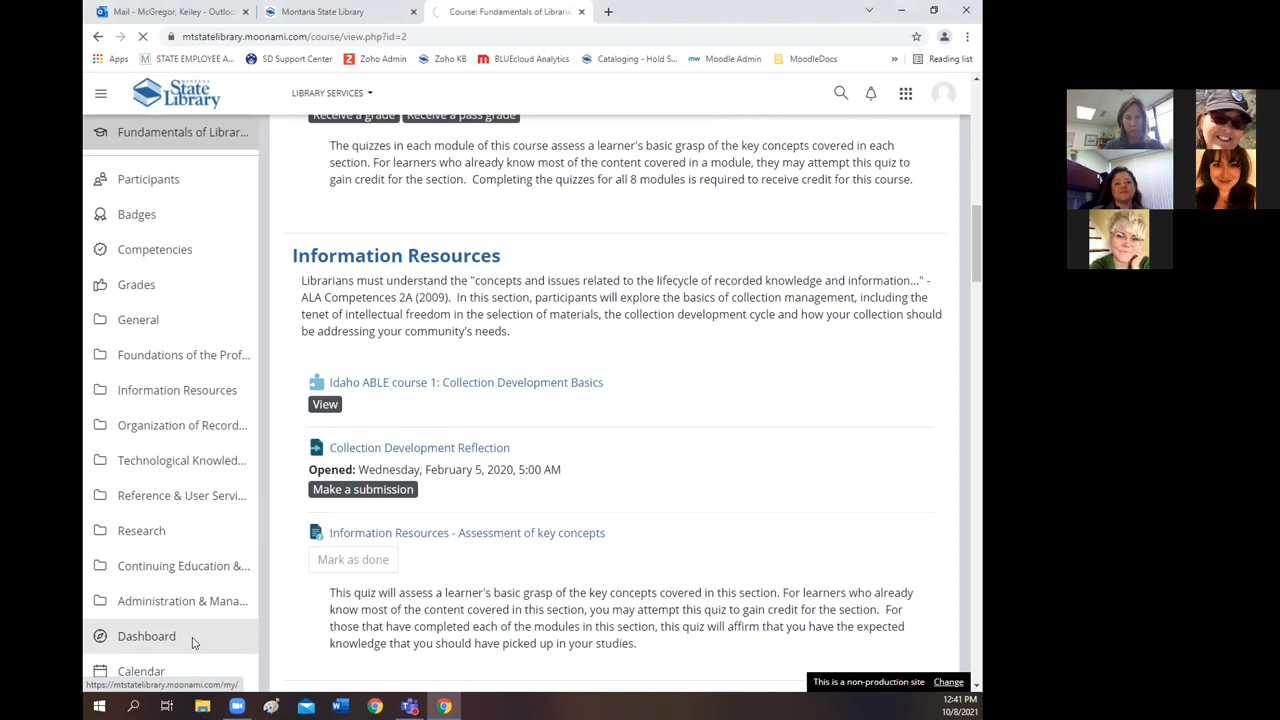 Mail - McGregor, Keiley - Outloo
Montana State Library
Course: Fundamentals of Libraria
mtstatelibrary.moonami.com/course/view.php?id=2
Apps
STATE EMPLOYEE A...
SD Support Center
Zoho Admin
Zoho KB
BLUEcloud Analytics
Cataloging - Hold S...
Moodle Admin
MoodleDocs
»
Reading list
MONTANA
State
Library
LIBRARY SERVICES
Fundamentals of Librar...
Participants
Badges
Competencies
Grades
General
Foundations of the Prof...
Information Resources
Organization of Record...
Technological Knowled...
Reference & User Servi...
Research
Continuing Education &...
Administration & Mana...
Dashboard
Calendar
https://mtstatelibrary.moonami.com/my/
Receive a grade Receive a pass grade
The quizzes in each module of this course assess a learner's basic grasp of the key concepts covered in each
section. For learners who already know most of the content covered in a module, they may attempt this quiz to
gain credit for the section. Completing the quizzes for all 8 modules is required to receive credit for this course.
Information Resources
Librarians must understand the "concepts and issues related to the lifecycle of recorded knowledge and information..." -
ALA Competences 2A (2009). In this section, participants will explore the basics of collection management, including the
tenet of intellectual freedom in the selection of materials, the collection development cycle and how your collection should
be addressing your community's needs.
Idaho ABLE course 1: Collection Development Basics
View
Collection Development Reflection
Opened: Wednesday, February 5, 2020, 5:00 AM
Make a submission
Information Resources - Assessment of key concepts
Mark as done
This quiz will assess a learner's basic grasp of the key concepts covered in this section. For learners who already
know most of the content covered in this section, you may attempt this quiz to gain credit for the section. For
those that have completed each of the modules in this section, this quiz will affirm that you have the expected
knowledge that you should have picked up in your studies.
This is a non-production site Change
12:41 PM
10/8/2021